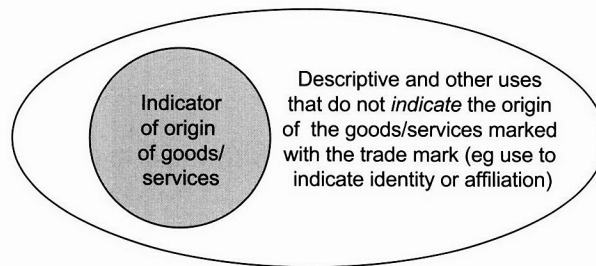 Indicator
of origin
of goods/
services
Descriptive and other uses
that do not indicate the origin
of the goods/services marked
with the trade mark (eg use to
indicate identity or affiliation)